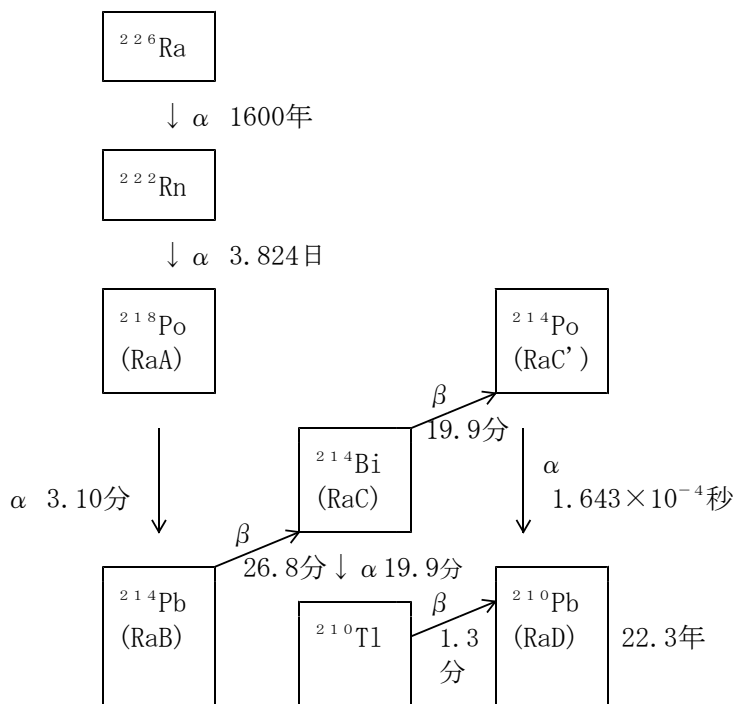 ²²⁶Ra
↓ α 1600年
²²²Rn
↓ α 3.824日
²¹⁸Po
(RaA)
²¹⁴Po
(RaC’)
β
19.9分
²¹⁴Bi
(RaC)
α 3.10分
α
1.643×10⁻⁴秒
β
26.8分
↓ α 19.9分
²¹⁴Pb
(RaB)
²¹⁰Tl
β
1.3
分
²¹⁰Pb
(RaD)
22.3年